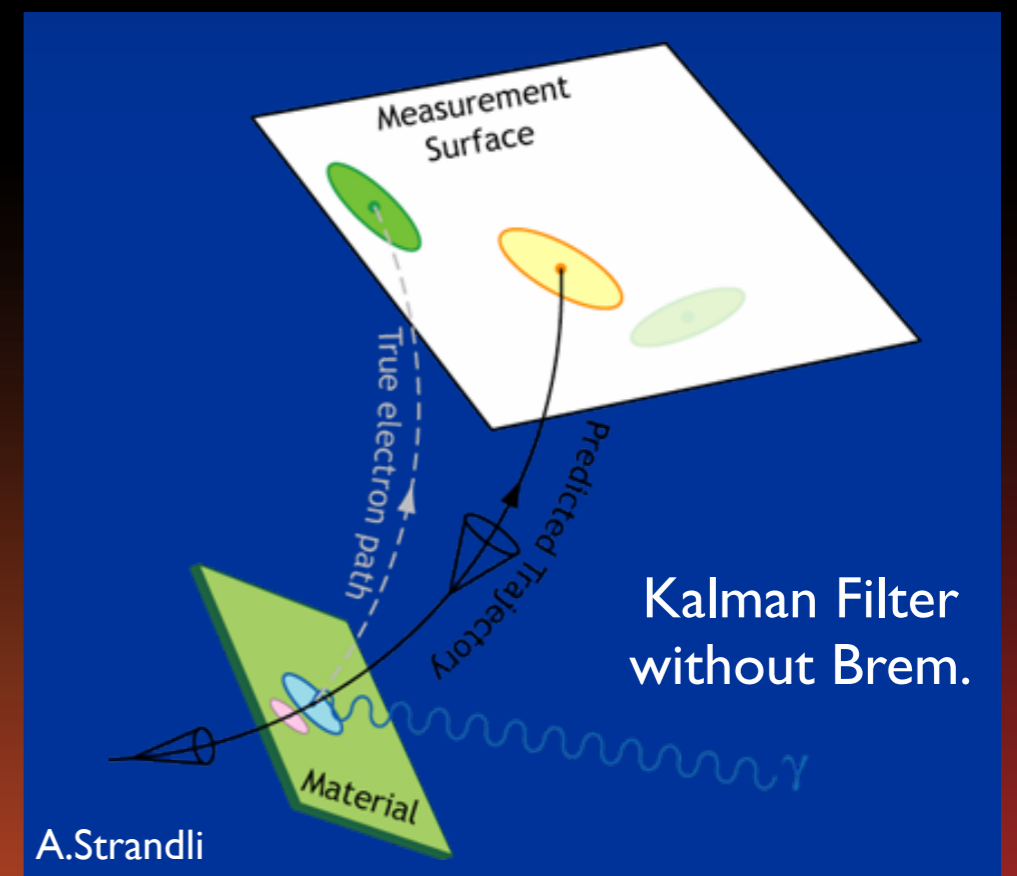 Measurement
Surface
True electron path
Predicted Trajectory
Kalman Filter
without Brem.
γ
Material
A.Strandli